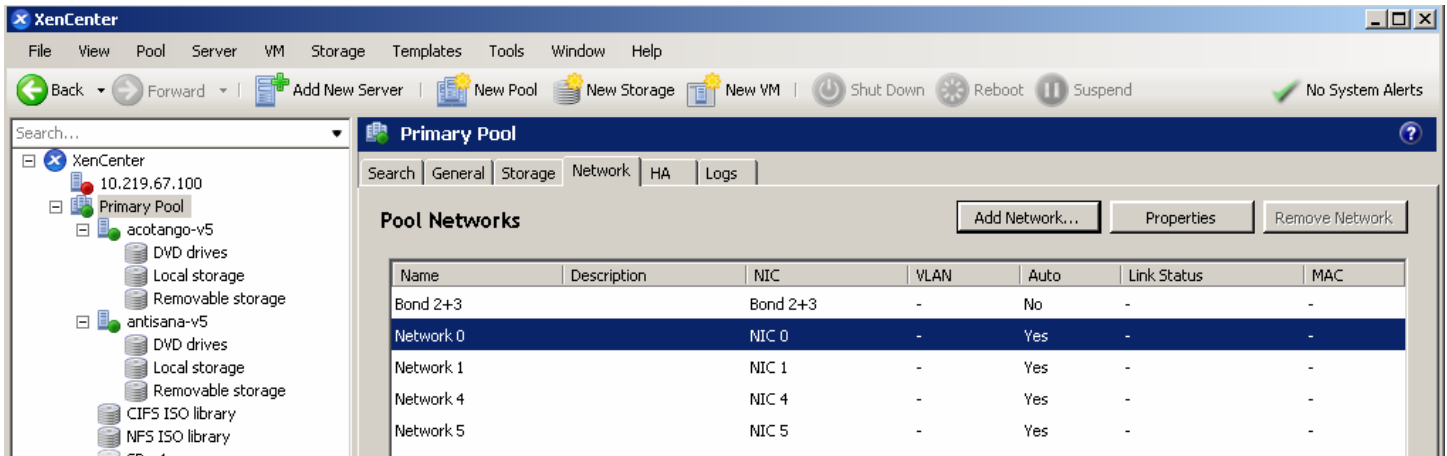 XenCenter
File View Pool Server VM Storage Templates Tools Window Help
Back Forward Add New Server New Pool New Storage New VM Shut Down Reboot Suspend No System Alerts
Search...
XenCenter
10.219.67.100
Primary Pool
acotango-v5
DVD drives
Local storage
Removable storage
antisana-v5
DVD drives
Local storage
Removable storage
CIFS ISO library
NFS ISO library
Primary Pool
Search General Storage Network HA Logs
Pool Networks
Add Network... Properties Remove Network
Name Description NIC VLAN Auto Link Status MAC
Bond 2+3 Bond 2+3 - No - -
Network 0 NIC 0 - Yes - -
Network 1 NIC 1 - Yes - -
Network 4 NIC 4 - Yes - -
Network 5 NIC 5 - Yes - -